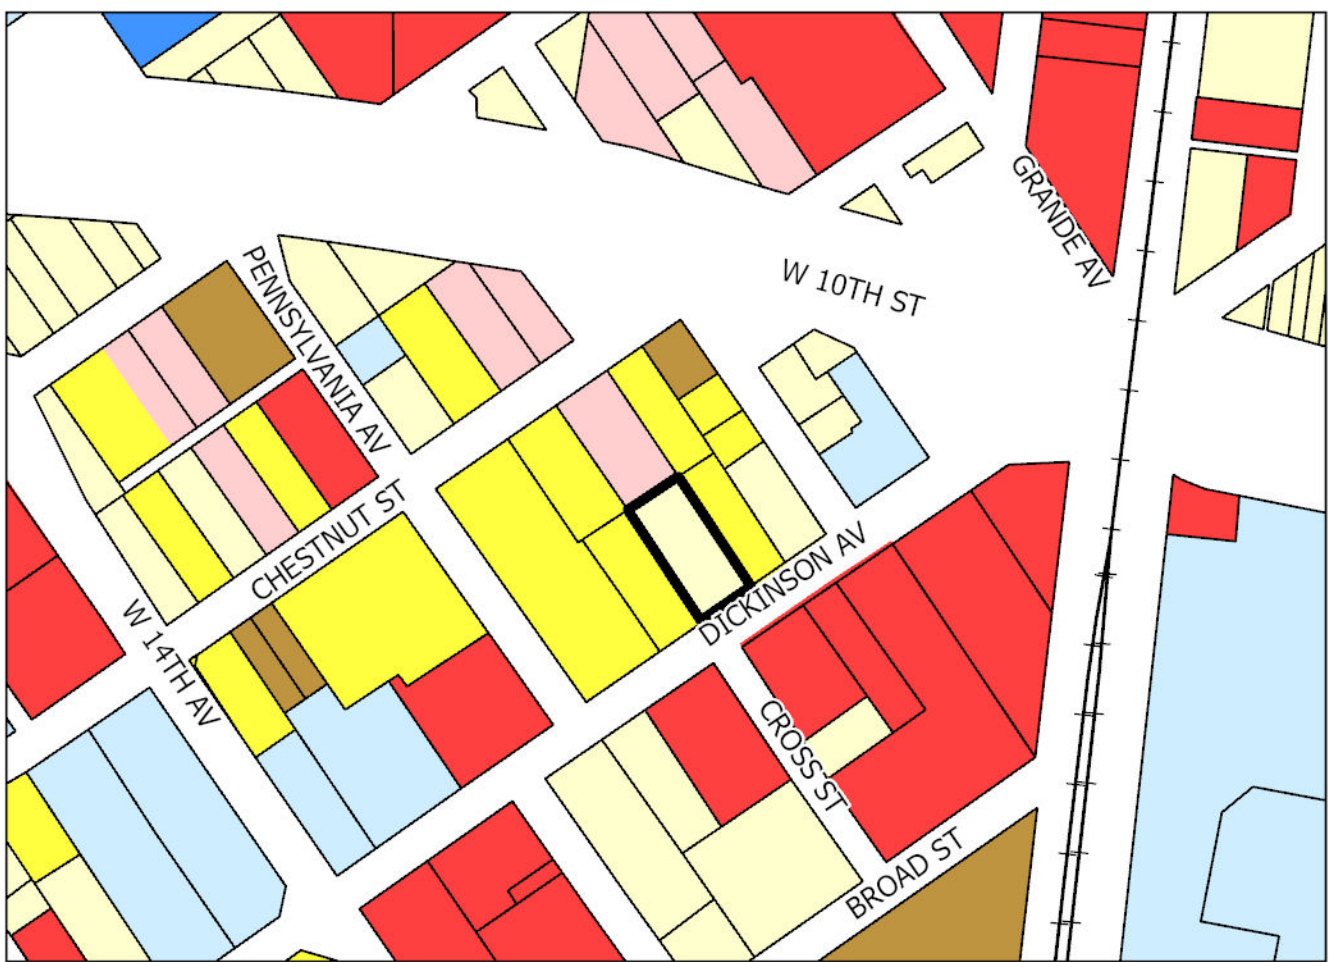 GRANDE AV
W 10TH ST
PENNSYLVANIA AV
CHESTNUT ST
DICKINSON AV
W 14TH AV
CROSS ST
BROAD ST